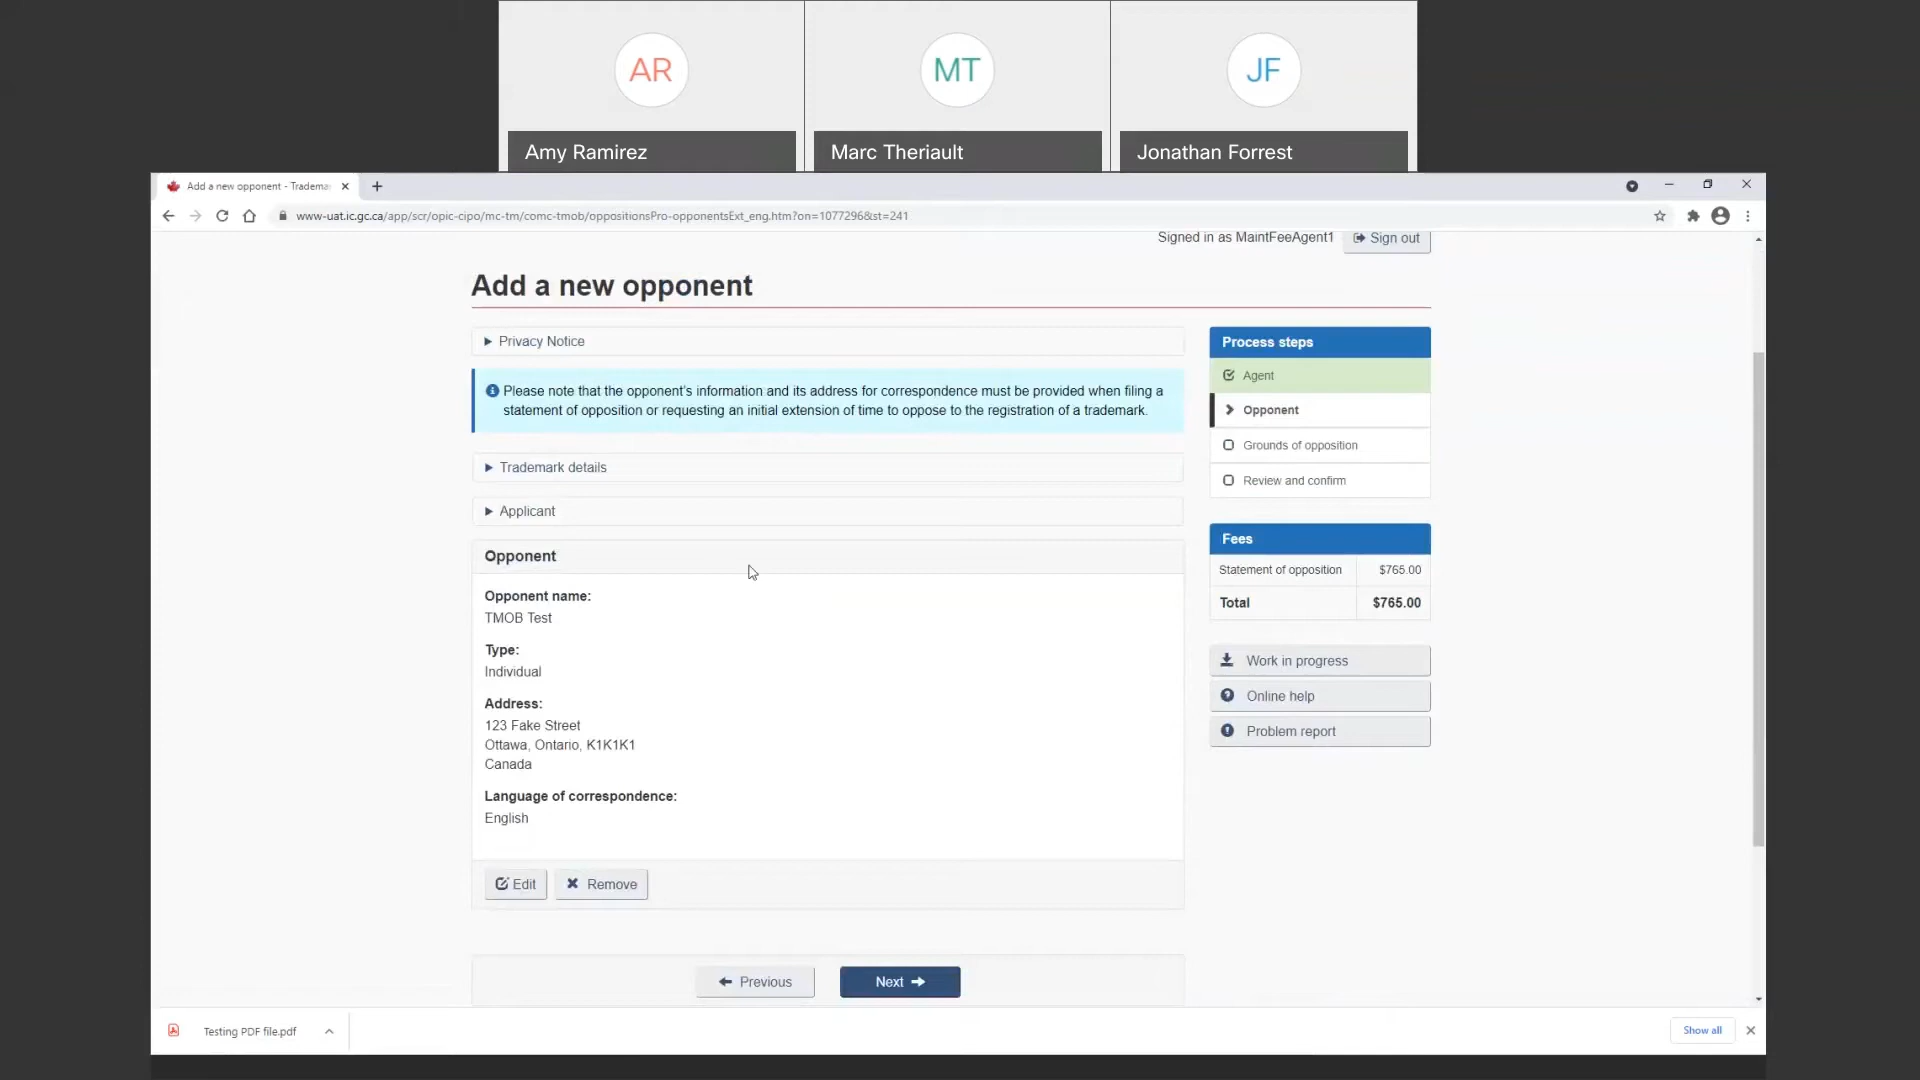 AR
MT
JF
Amy Ramirez
Marc Theriault
Jonathan Forrest
Add a new opponent - Tradema
www-uat.ic.gc.ca/app/scr/opic-cipo/mc-tm/comc-tmob/oppositionsPro-opponentsExt_eng.htm?on=1077296&st=241
Signed in as MaintFeeAgent1
Sign out
Add a new opponent
Privacy Notice
Please note that the opponent's information and its address for correspondence must be provided when filing a
statement of opposition or requesting an initial extension of time to oppose to the registration of a trademark.
Trademark details
Applicant
Opponent
Opponent name:
TMOB Test
Type:
Individual
Address:
123 Fake Street
Ottawa, Ontario, K1K1K1
Canada
Language of correspondence:
English
Edit
Remove
Previous
Next
Process steps
Agent
Opponent
Grounds of opposition
Review and confirm
Fees
Statement of opposition $765.00
Total $765.00
Work in progress
Online help
Problem report
Testing PDF file.pdf
Show all